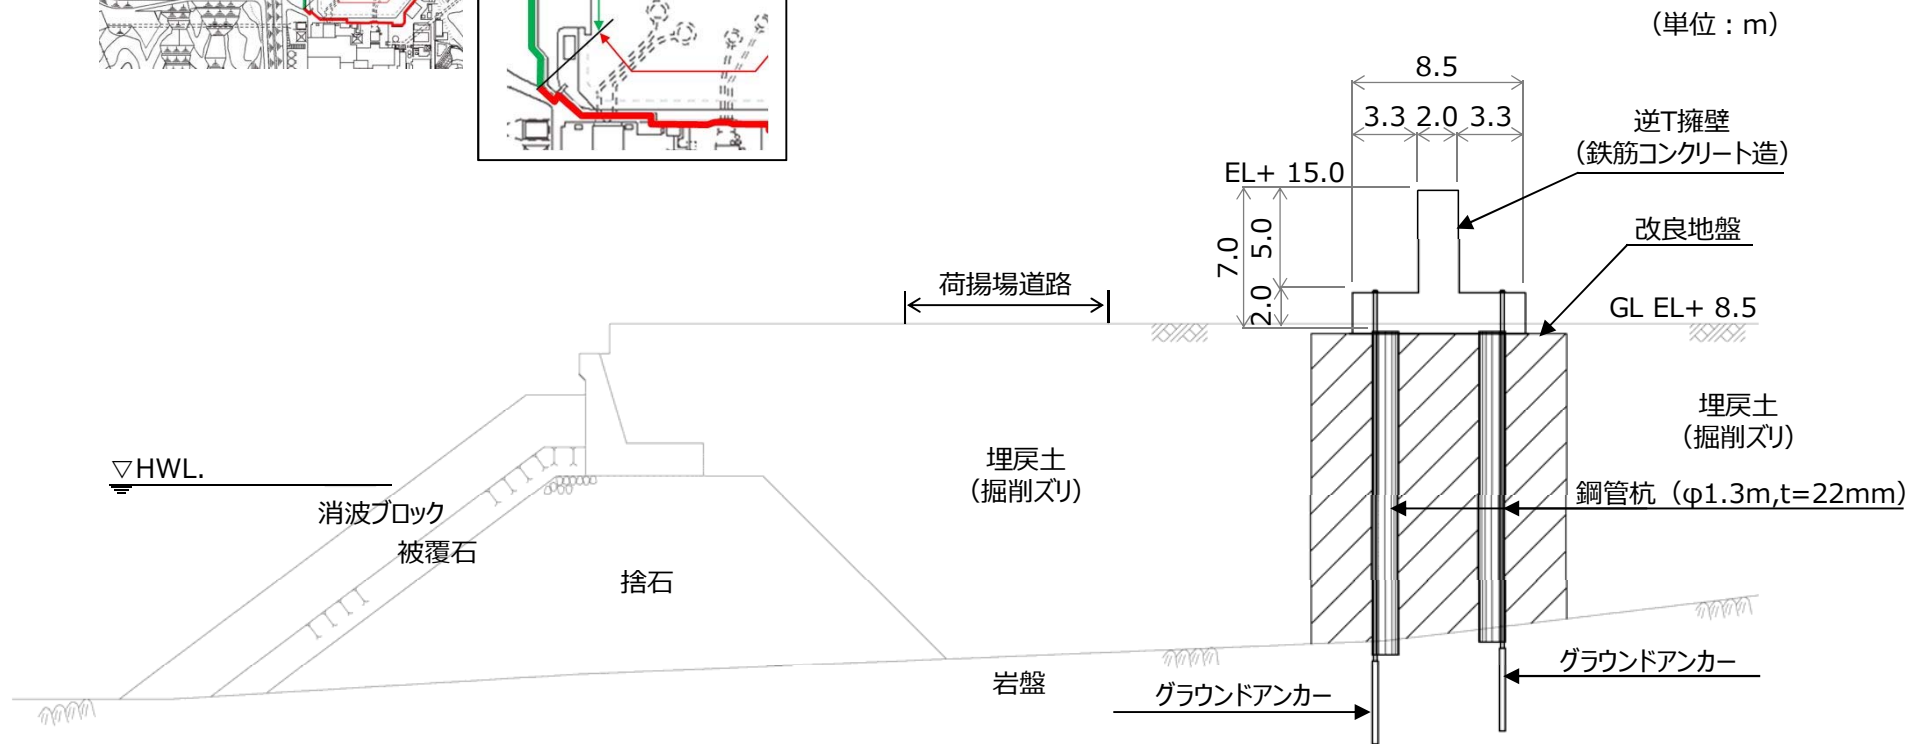 (単位：m)
8.5
3.3 2.0 3.3
逆T擁壁
(鉄筋コンクリート造)
EL+ 15.0
7.0
5.0
2.0
改良地盤
荷揚場道路
GL EL+ 8.5
埋戻土
(掘削ズリ)
埋戻土
(掘削ズリ)
▽HWL.
消波ブロック
被覆石
捨石
鋼管杭（φ1.3m,t=22mm）
岩盤
グラウンドアンカー
グラウンドアンカー